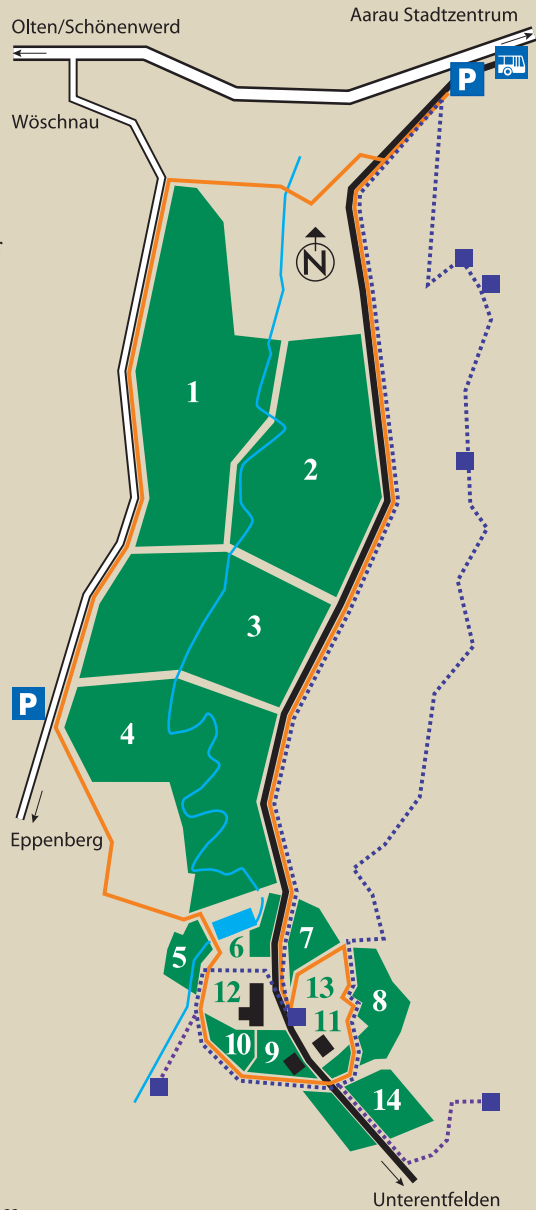 Aarau Stadtzentrum
Olten/Schönenwerd
P
Wöschnau
N
1
2
3
P
4
Eppenberg
7
6
5
13
12
8
11
10
9
14
Unterentfelden